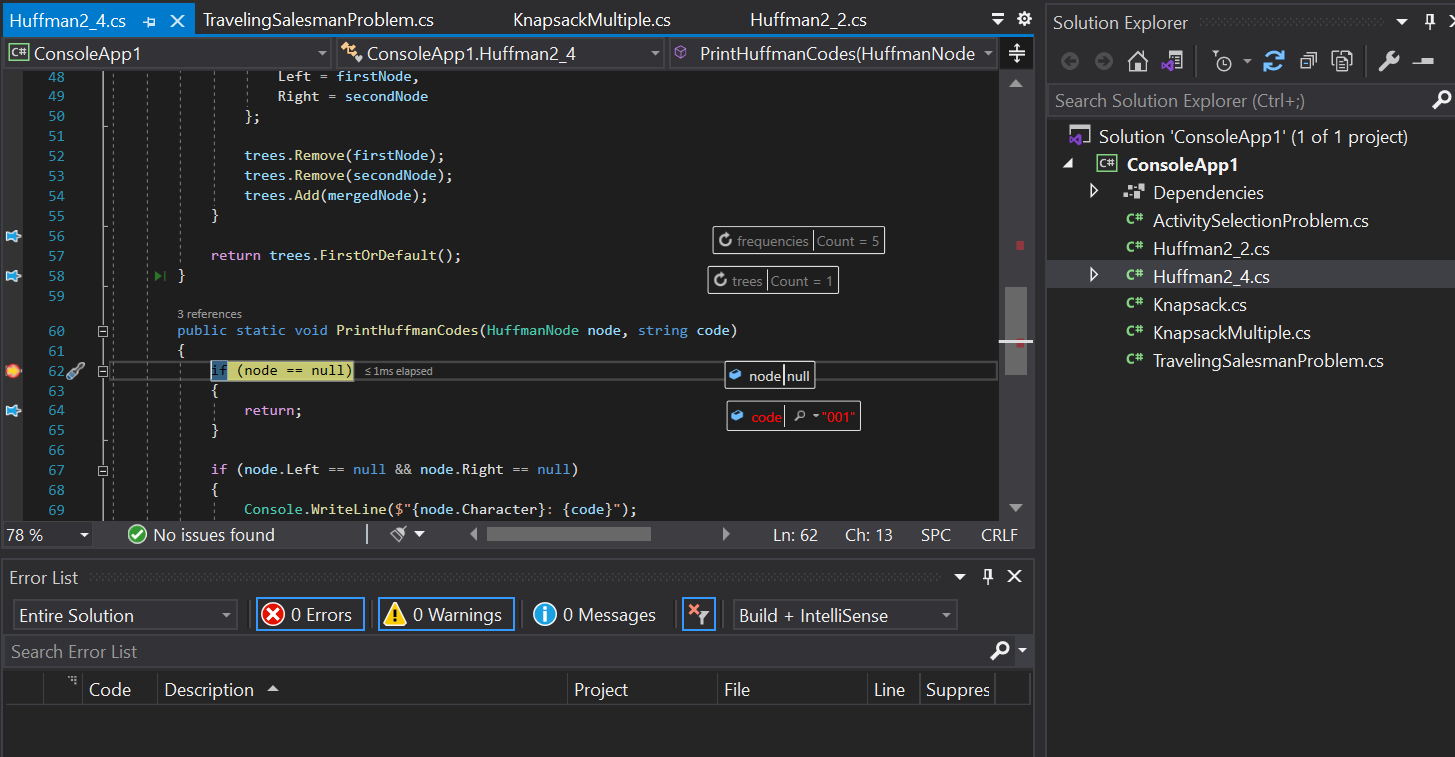 Huffman2_4.cs TravelingSalesmanProblem.cs KnapsackMultiple.cs Huffman2_2.cs
C# ConsoleApp1 ConsoleApp1.Huffman2_4 PrintHuffmanCodes(HuffmanNode
48 Left = firstNode,
49 Right = secondNode
50 };
51
52 trees.Remove(firstNode);
53 trees.Remove(secondNode);
54 trees.Add(mergedNode);
55 }
56 frequencies Count = 5
57 return trees.FirstOrDefault();
58 } trees Count = 1
59
3 references
60 public static void PrintHuffmanCodes(HuffmanNode node, string code)
61 {
62 if (node == null) ≤ 1ms elapsed node null
63 {
64 return; code "001"
65 }
66
67 if (node.Left == null && node.Right == null)
68 {
69 Console.WriteLine($"{node.Character}: {code}");
78 % No issues found Ln: 62 Ch: 13 SPC CRLF
Error List
Entire Solution 0 Errors 0 Warnings 0 Messages Build + IntelliSense
Search Error List
Code Description Project File Line Suppres
Solution Explorer
Search Solution Explorer (Ctrl+;)
Solution 'ConsoleApp1' (1 of 1 project)
C# ConsoleApp1
Dependencies
C# ActivitySelectionProblem.cs
C# Huffman2_2.cs
C# Huffman2_4.cs
C# Knapsack.cs
C# KnapsackMultiple.cs
C# TravelingSalesmanProblem.cs